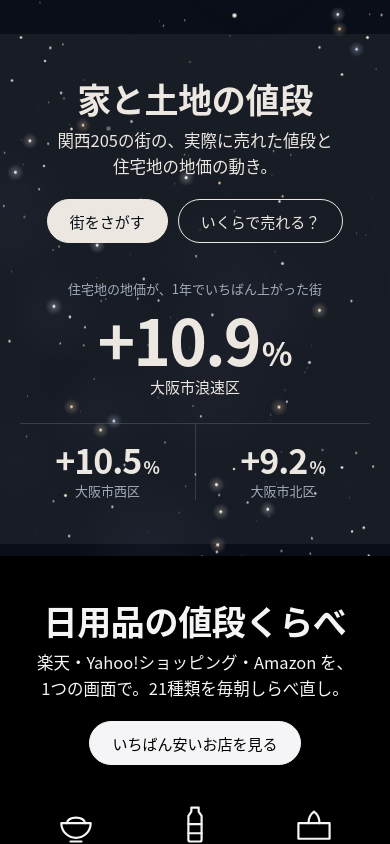 家と土地の値段
関西205の街の、実際に売れた値段と
住宅地の地価の動き。
街をさがす
いくらで売れる？
住宅地の地価が、1年でいちばん上がった街
+10.9%
大阪市浪速区
+10.5%
+9.2%
大阪市西区
大阪市北区
日用品の値段くらべ
楽天・Yahoo!ショッピング・Amazon を、
1つの画面で。21種類を毎朝しらべ直し。
いちばん安いお店を見る